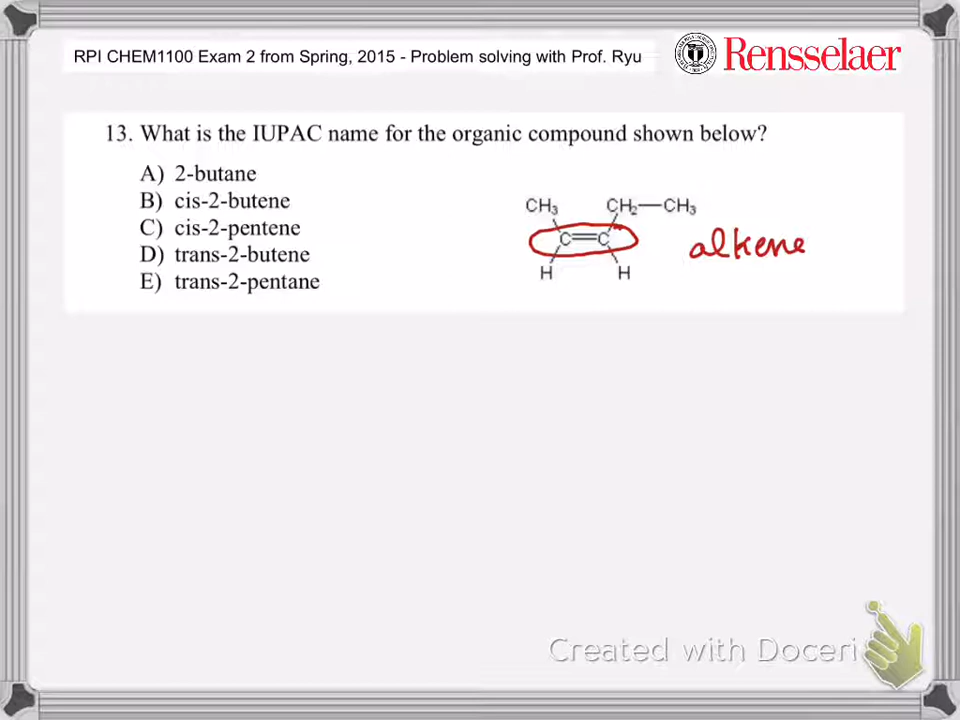 RPI CHEM1100 Exam 2 from Spring, 2015 - Problem solving with Prof. Ryu
Rensselaer
13. What is the IUPAC name for the organic compound shown below?
A) 2-butane
B) cis-2-butene
C) cis-2-pentene
D) trans-2-butene
E) trans-2-pentane
CH₃ CH₂—CH₃
C=C
H H
alkene
Created with Doceri